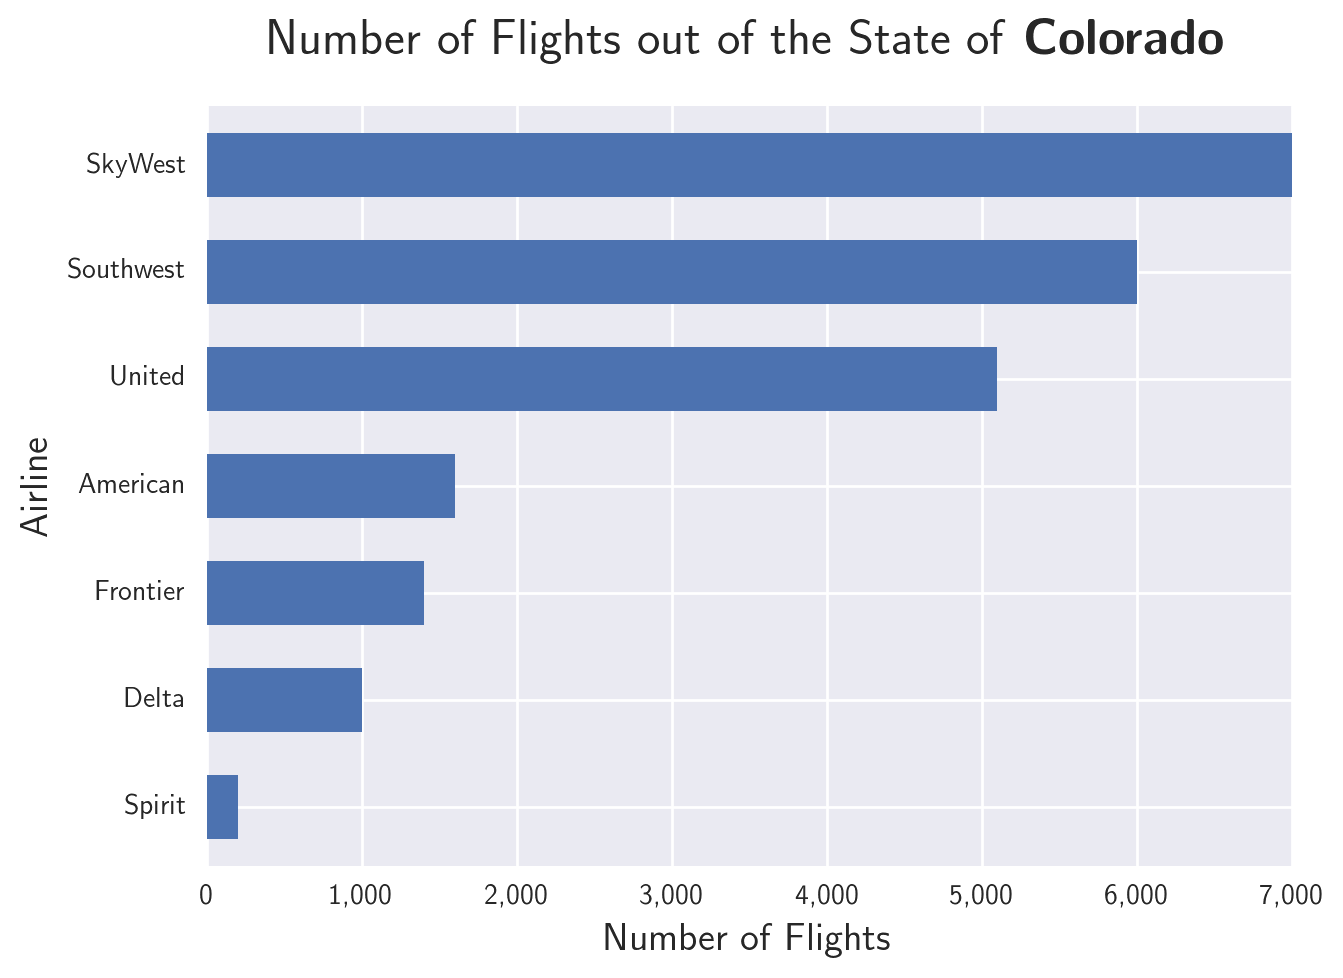 Number of Flights out of the State of Colorado
SkyWest
Southwest
United
American
Frontier
Delta
Spirit
Airline
0 1,000 2,000 3,000 4,000 5,000 6,000 7,000
Number of Flights